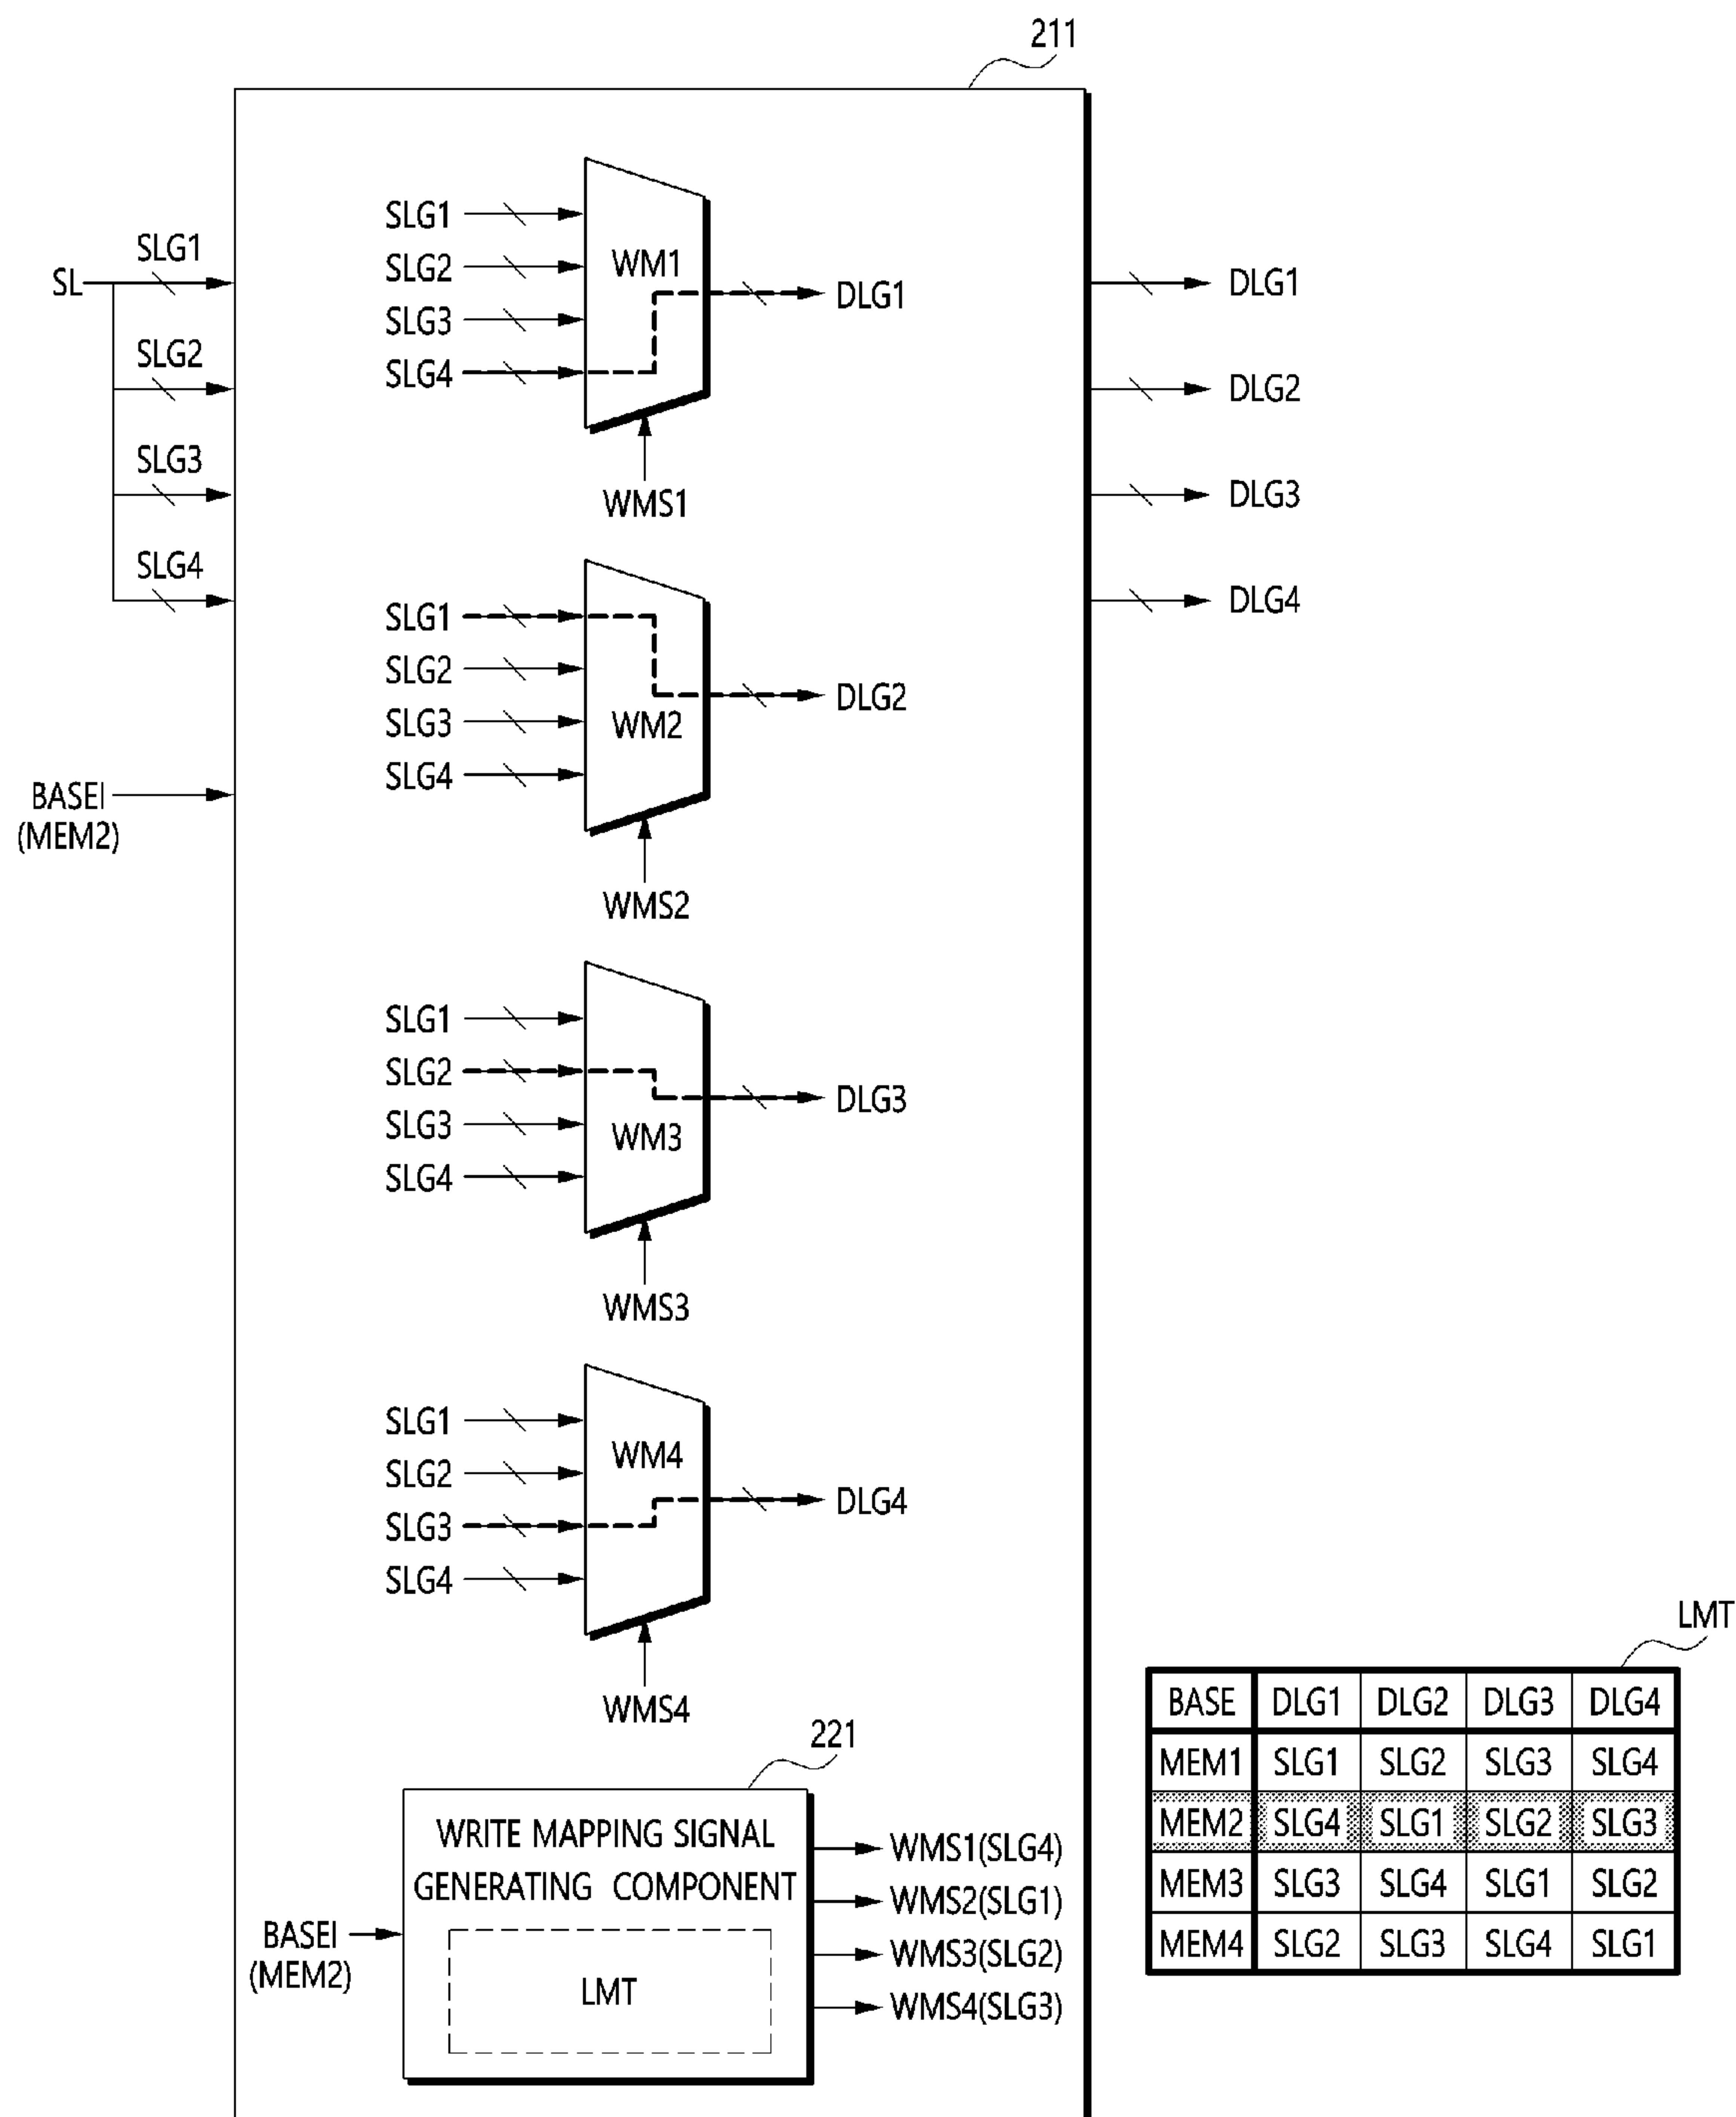 211
SL
SLG1
SLG2
SLG3
SLG4
BASEI
(MEM2)
SLG1
SLG2
SLG3
SLG4
WM1
DLG1
WMS1
SLG1
SLG2
SLG3
SLG4
WM2
DLG2
WMS2
SLG1
SLG2
SLG3
SLG4
WM3
DLG3
WMS3
SLG1
SLG2
SLG3
SLG4
WM4
DLG4
WMS4
DLG1
DLG2
DLG3
DLG4
221
WRITE MAPPING SIGNAL
GENERATING COMPONENT
LMT
BASEI
(MEM2)
WMS1(SLG4)
WMS2(SLG1)
WMS3(SLG2)
WMS4(SLG3)
LMT
BASE DLG1 DLG2 DLG3 DLG4
MEM1 SLG1 SLG2 SLG3 SLG4
MEM2 SLG4 SLG1 SLG2 SLG3
MEM3 SLG3 SLG4 SLG1 SLG2
MEM4 SLG2 SLG3 SLG4 SLG1